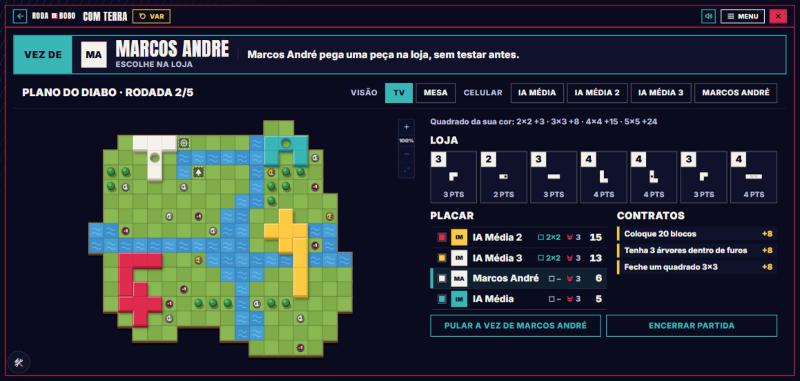 RODA BOBO COM TERRA VAR MENU
VEZ DE MA MARCOS ANDRE
ESCOLHE NA LOJA
Marcos André pega uma peça na loja, sem testar antes.
PLANO DO DIABO · RODADA 2/5
VISÃO TV MESA CELULAR IA MÉDIA IA MÉDIA 2 IA MÉDIA 3 MARCOS ANDRÉ
+
100%
−
Quadrado da sua cor: 2×2 +3 · 3×3 +8 · 4×4 +15 · 5×5 +24
LOJA
3 2 3 4 4 3 4
3 PTS 2 PTS 3 PTS 4 PTS 4 PTS 3 PTS 4 PTS
PLACAR
IM IA Média 2 2×2 3 15
IM IA Média 3 2×2 3 13
MA Marcos André – 3 6
IM IA Média – 3 5
CONTRATOS
Coloque 20 blocos +8
Tenha 3 árvores dentro de furos +8
Feche um quadrado 3×3 +8
PULAR A VEZ DE MARCOS ANDRÉ
ENCERRAR PARTIDA